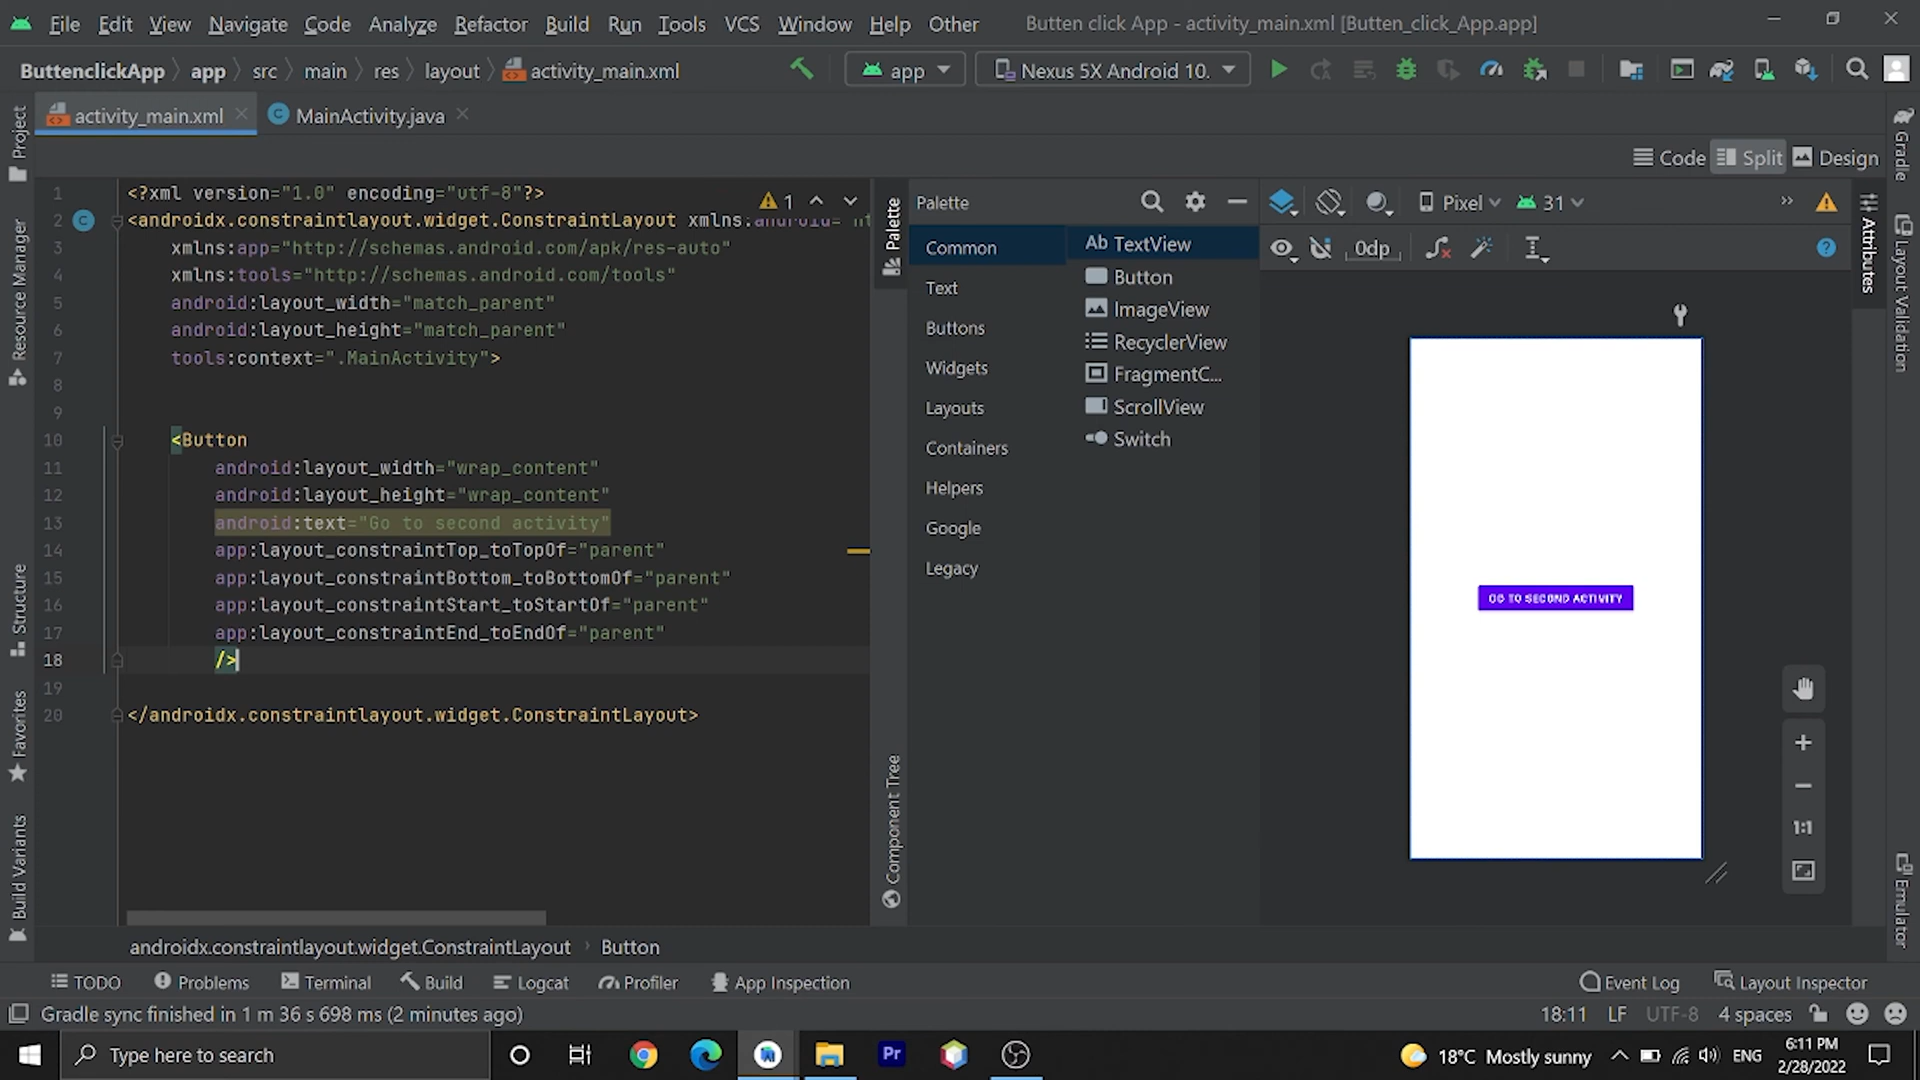 File Edit View Navigate Code Analyze Refactor Build Run Tools VCS Window Help Other Butten click App - activity_main.xml [Butten_click_App.app]
ButtenclickApp app src main res layout activity_main.xml app Nexus 5X Android 10.
activity_main.xml MainActivity.java
Code Split Design
1 <?xml version="1.0" encoding="utf-8"?>
2 <androidx.constraintlayout.widget.ConstraintLayout xmlns:android="ht
3 xmlns:app="http://schemas.android.com/apk/res-auto"
4 xmlns:tools="http://schemas.android.com/tools"
5 android:layout_width="match_parent"
6 android:layout_height="match_parent"
7 tools:context=".MainActivity">
8
9
10 <Button
11 android:layout_width="wrap_content"
12 android:layout_height="wrap_content"
13 android:text="Go to second activity"
14 app:layout_constraintTop_toTopOf="parent"
15 app:layout_constraintBottom_toBottomOf="parent"
16 app:layout_constraintStart_toStartOf="parent"
17 app:layout_constraintEnd_toEndOf="parent"
18 />
19
20 </androidx.constraintlayout.widget.ConstraintLayout>
1
Project
Resource Manager
Structure
Favorites
Build Variants
Palette
Component Tree
Palette
Common
Text
Buttons
Widgets
Layouts
Containers
Helpers
Google
Legacy
Ab TextView
Button
ImageView
RecyclerView
FragmentC...
ScrollView
Switch
Pixel 31
0dp
GO TO SECOND ACTIVITY
1:1
Attributes
Gradle
Layout Validation
Emulator
androidx.constraintlayout.widget.ConstraintLayout Button
TODO Problems Terminal Build Logcat Profiler App Inspection Event Log Layout Inspector
Gradle sync finished in 1 m 36 s 698 ms (2 minutes ago) 18:11 LF UTF-8 4 spaces
Type here to search Pr 18°C Mostly sunny ENG 6:11 PM
2/28/2022